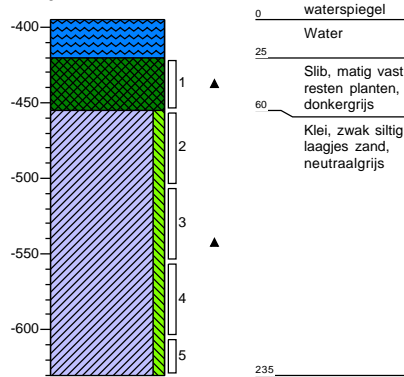 0
waterspiegel
-400
Water
25
Slib, matig vast
resten planten,
donkergrijs
1
-450
60
Klei, zwak siltig
laagjes zand,
neutraalgrijs
2
-500
3
-550
4
-600
5
235